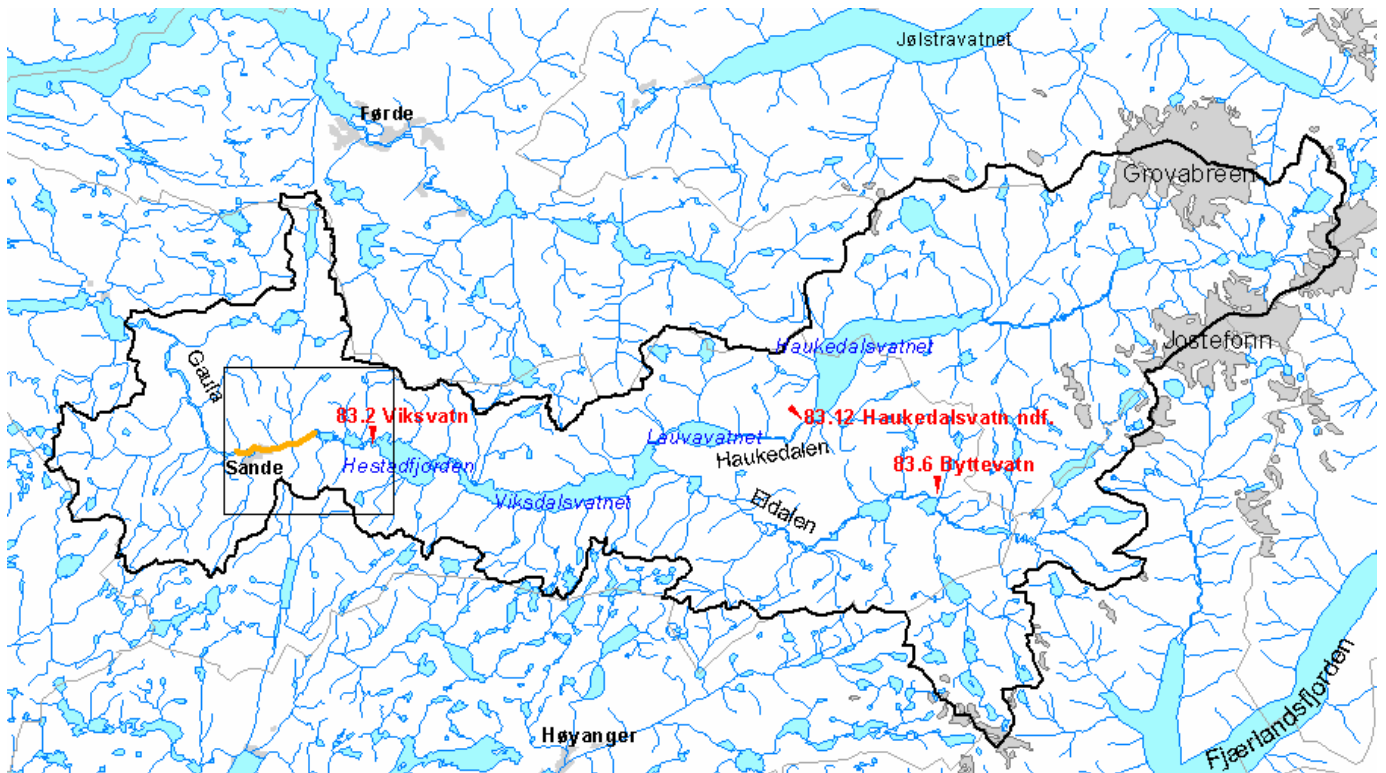 Jølstravatnet
Førde
Grovabreen
Jostefonn
Haukedalsvatnet
Gaula
83.2 Viksvatn
83.12 Haukedalsvatn ndf.
Lauvavatnet
Haukedalen
Sande
Hestadfjorden
83.6 Byttevatn
Viksdalsvatnet
Eldalen
Høyanger
Fjærlandsfjorden